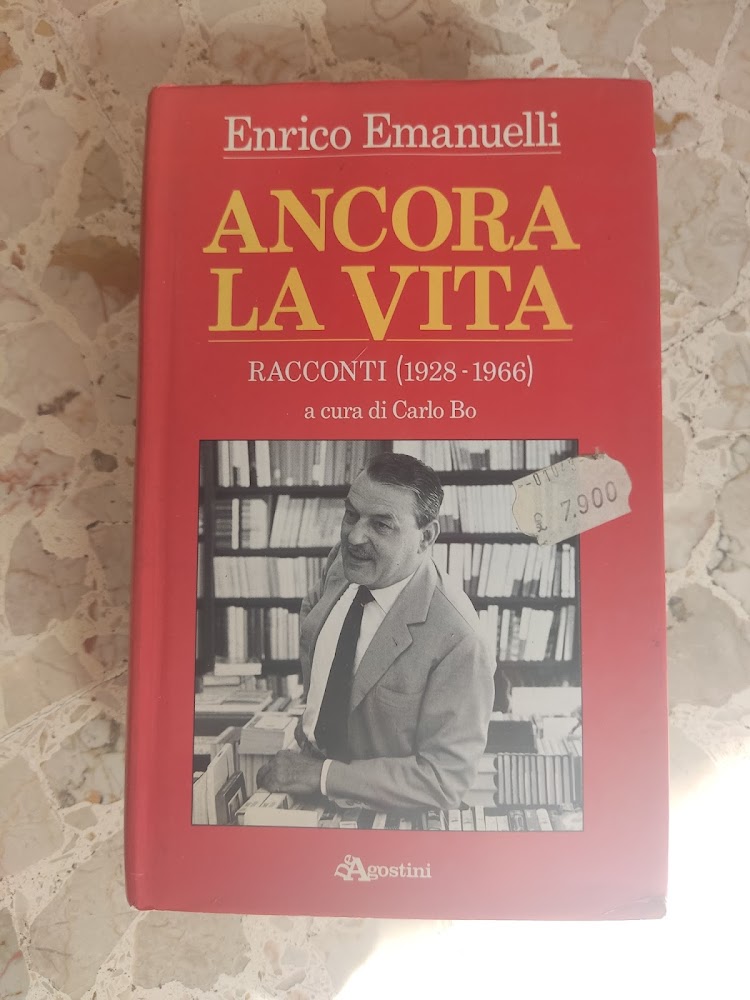 Enrico Emanuelli
ANCORA
LA VITA
RACCONTI (1928-1966)
a cura di Carlo Bo
£ 7.900
DeAgostini